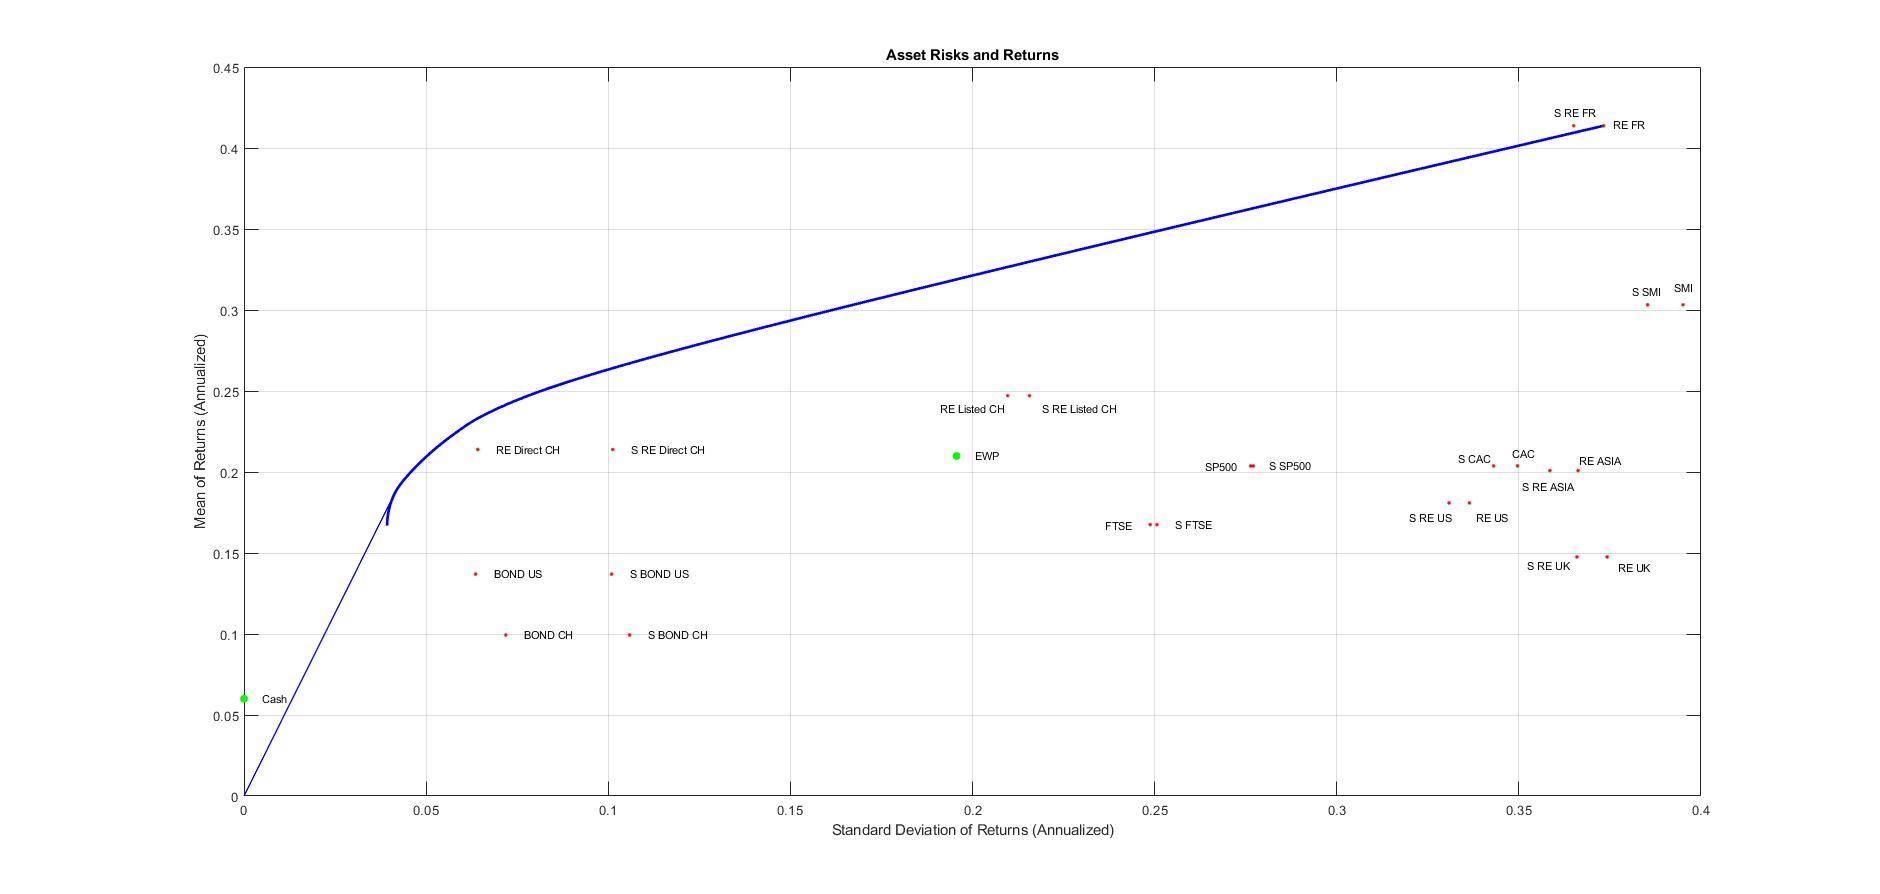 Asset Risks and Returns
0.45
S RE FR
RE FR
0.4
0.35
S SMI
SMI
0.3
Mean of Returns (Annualized)
0.25
RE Listed CH
S RE Listed CH
RE Direct CH
S RE Direct CH
EWP
SP500
S SP500
S CAC
CAC
RE ASIA
0.2
S RE ASIA
S RE US
RE US
FTSE
S FTSE
0.15
S RE UK
RE UK
BOND US
S BOND US
0.1
BOND CH
S BOND CH
Cash
0.05
0
0
0.05
0.1
0.15
0.2
0.25
0.3
0.35
0.4
Standard Deviation of Returns (Annualized)